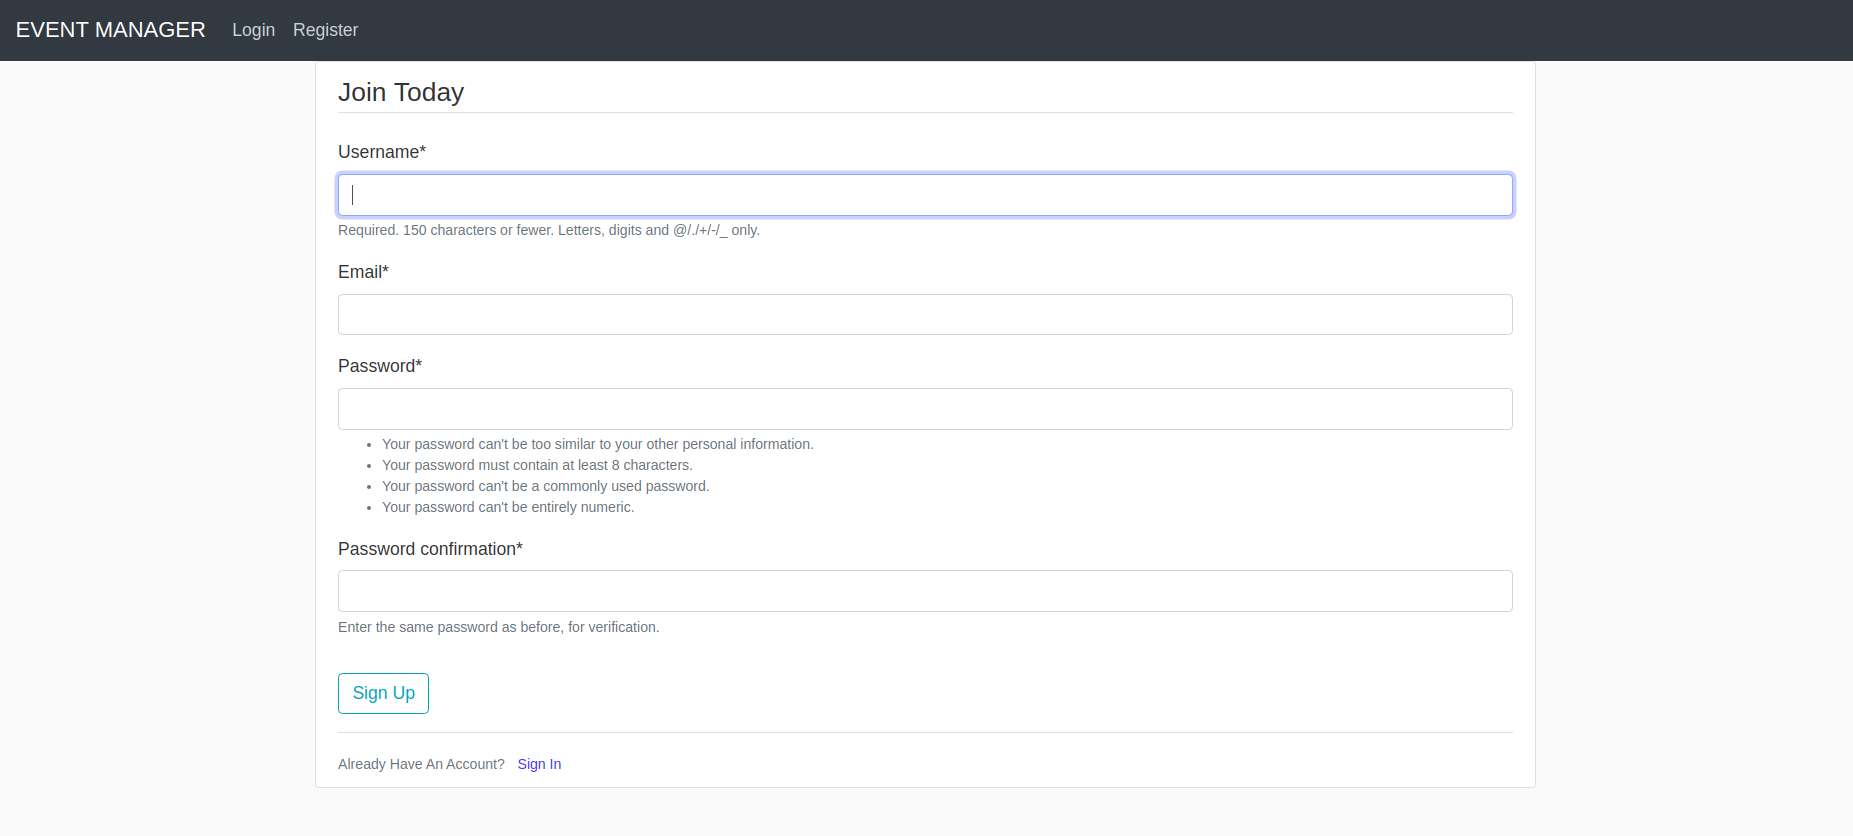 EVENT MANAGER Login Register
Join Today
Username*
Required. 150 characters or fewer. Letters, digits and @/./+/-/_ only.
Email*
Password*
Your password can't be too similar to your other personal information.
Your password must contain at least 8 characters.
Your password can't be a commonly used password.
Your password can't be entirely numeric.
Password confirmation*
Enter the same password as before, for verification.
Sign Up
Already Have An Account? Sign In